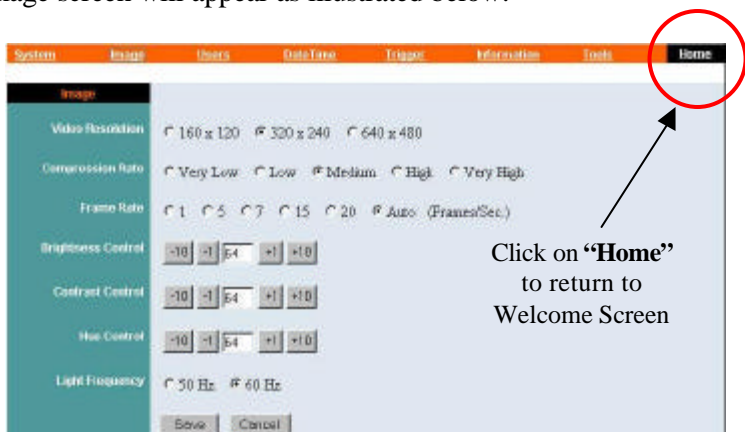 age screen will appear as illustrated below.
System Image Users DateTime Trigger Information Tools Home
Image
Video Resolution 160 x 120 320 x 240 640 x 480
Compression Rate Very Low Low Medium High Very High
Frame Rate 1 5 7 15 20 Auto (Frames/Sec.)
Brightness Control -10 -1 64 +1 +10
Contrast Control -10 -1 64 +1 +10
Hue Control -10 -1 64 +1 +10
Light Frequency 50 Hz 60 Hz
Save Cancel
Click on “Home”
to return to
Welcome Screen